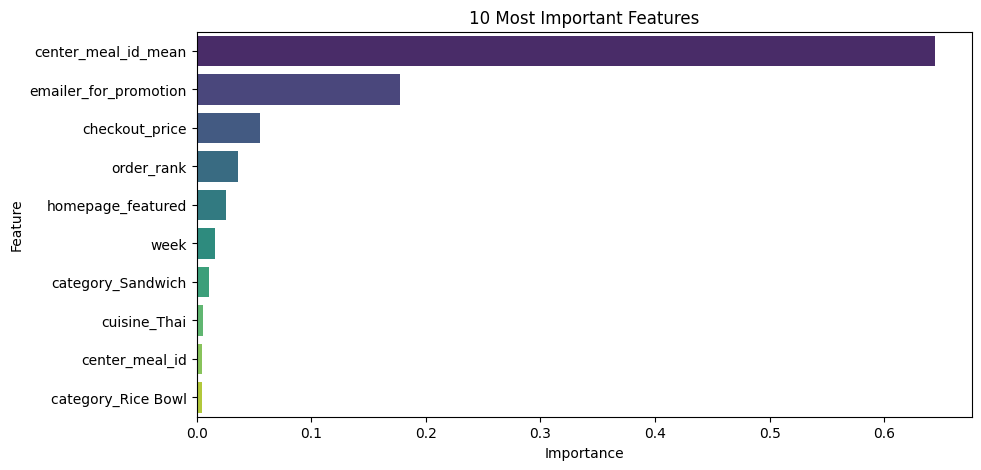 10 Most Important Features
Feature
center_meal_id_mean
emailer_for_promotion
checkout_price
order_rank
homepage_featured
week
category_Sandwich
cuisine_Thai
center_meal_id
category_Rice Bowl
0.0 0.1 0.2 0.3 0.4 0.5 0.6
Importance